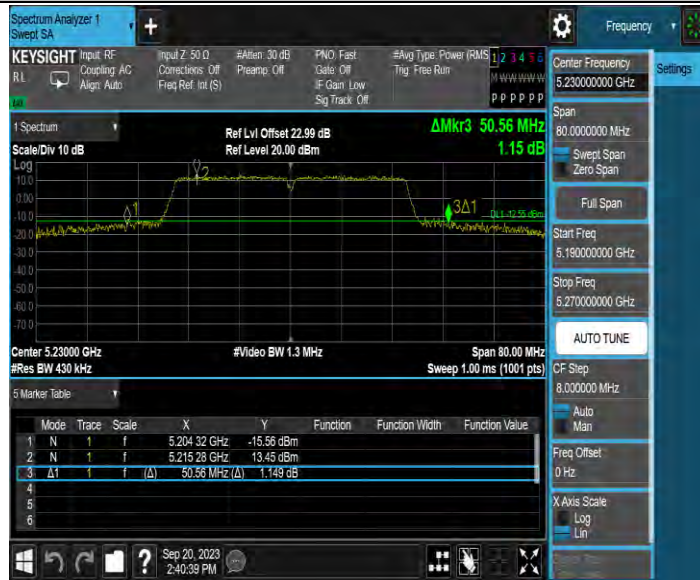 Spectrum Analyzer 1
Swept SA
+
Frequency
KEYSIGHT Input: RF Input Z: 50 Ω #Atten: 30 dB PNO: Fast #Avg Type: Power (RMS 1 2 3 4 5 6
RL Coupling: AC Corrections: Off Preamp: Off Gate: Off Trig: Free Run M W W W W W
Align: Auto Freq Ref: Int (S) IF Gain: Low
Sig Track: Off P P P P P P
1 Spectrum
Scale/Div 10 dB
Ref Lvl Offset 22.99 dB
Ref Level 20.00 dBm
ΔMkr3 50.56 MHz
1.15 dB
Log
10.0
0.00
-10.0
-20.0
-30.0
-40.0
-50.0
-60.0
-70.0
1
2
3Δ1
DL1 -12.55 dBm
Center 5.23000 GHz #Video BW 1.3 MHz Span 80.00 MHz
#Res BW 430 kHz Sweep 1.00 ms (1001 pts)
5 Marker Table
Mode Trace Scale X Y Function Function Width Function Value
1 N 1 f 5.204 32 GHz -15.56 dBm
2 N 1 f 5.215 28 GHz 13.45 dBm
3 Δ1 1 f (Δ) 50.56 MHz (Δ) 1.149 dB
4
5
6
Sep 20, 2023
2:40:39 PM
Center Frequency
5.230000000 GHz
Settings
Span
80.0000000 MHz
Swept Span
Zero Span
Full Span
Start Freq
5.190000000 GHz
Stop Freq
5.270000000 GHz
AUTO TUNE
CF Step
8.000000 MHz
Auto
Man
Freq Offset
0 Hz
X Axis Scale
Log
Lin